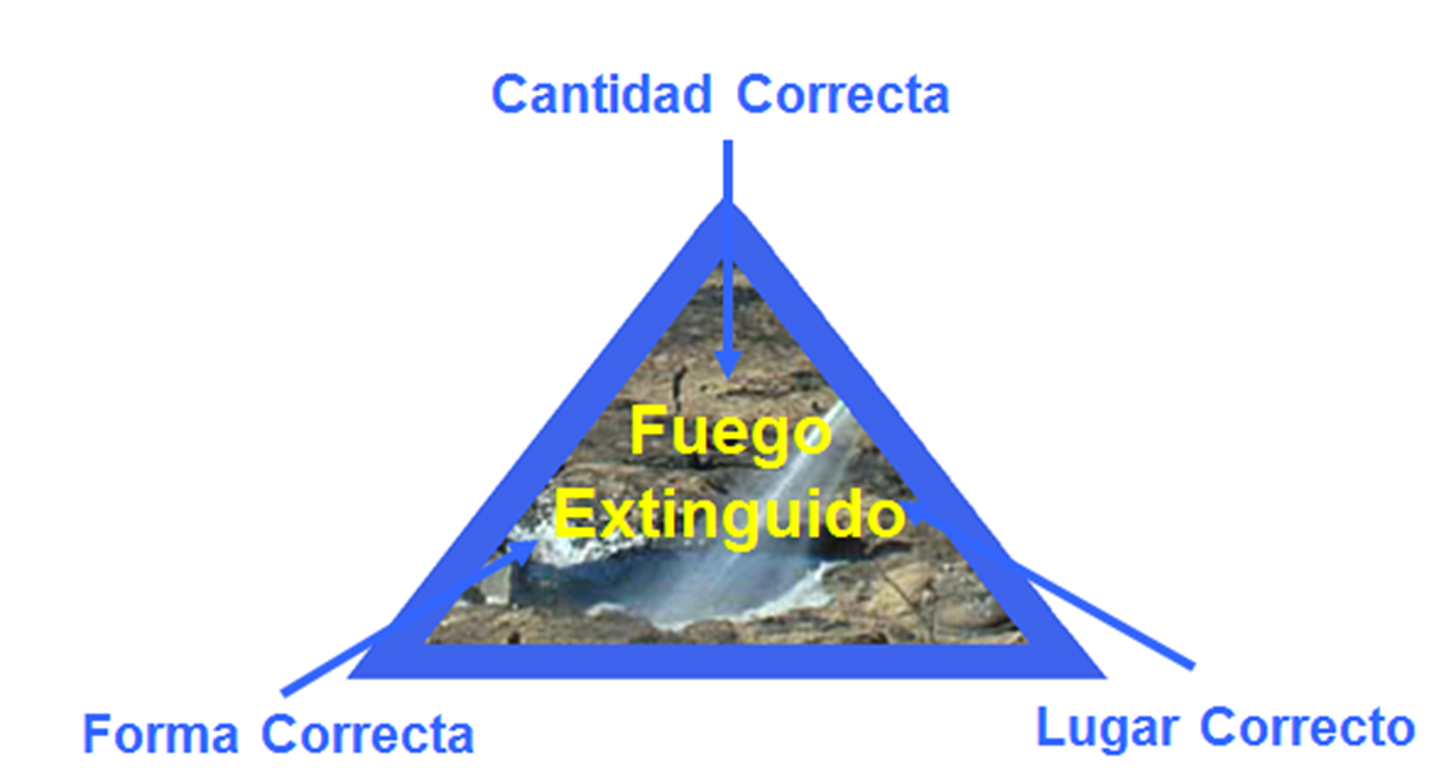 Cantidad Correcta
Fuego
Extinguido
Forma Correcta
Lugar Correcto